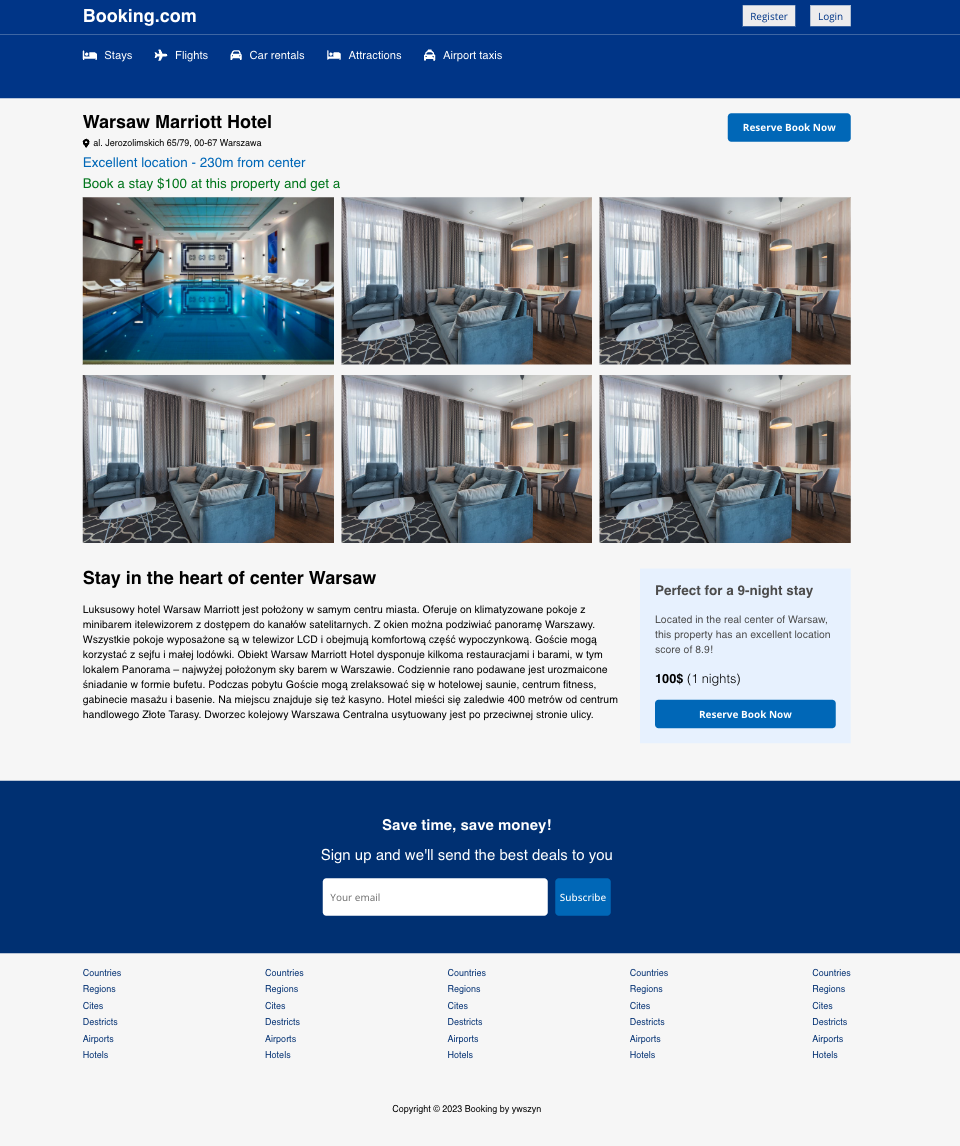 Booking.com
Register
Login
Stays
Flights
Car rentals
Attractions
Airport taxis
Warsaw Marriott Hotel
Reserve Book Now
al. Jerozolimskich 65/79, 00-67 Warszawa
Excellent location - 230m from center
Book a stay $100 at this property and get a
Stay in the heart of center Warsaw
Luksusowy hotel Warsaw Marriott jest położony w samym centru miasta. Oferuje on klimatyzowane pokoje z
minibarem itelewizorem z dostępem do kanałów satelitarnych. Z okien można podziwiać panoramę Warszawy.
Wszystkie pokoje wyposażone są w telewizor LCD i obejmują komfortową część wypoczynkową. Goście mogą
korzystać z sejfu i małej lodówki. Obiekt Warsaw Marriott Hotel dysponuje kilkoma restauracjami i barami, w tym
lokalem Panorama – najwyżej położonym sky barem w Warszawie. Codziennie rano podawane jest urozmaicone
śniadanie w formie bufetu. Podczas pobytu Goście mogą zrelaksować się w hotelowej saunie, centrum fitness,
gabinecie masażu i basenie. Na miejscu znajduje się też kasyno. Hotel mieści się zaledwie 400 metrów od centrum
handlowego Złote Tarasy. Dworzec kolejowy Warszawa Centralna usytuowany jest po przeciwnej stronie ulicy.
Perfect for a 9-night stay
Located in the real center of Warsaw,
this property has an excellent location
score of 8.9!
100$ (1 nights)
Reserve Book Now
Save time, save money!
Sign up and we'll send the best deals to you
Your email
Subscribe
Countries
Regions
Cites
Destricts
Airports
Hotels
Countries
Regions
Cites
Destricts
Airports
Hotels
Countries
Regions
Cites
Destricts
Airports
Hotels
Countries
Regions
Cites
Destricts
Airports
Hotels
Countries
Regions
Cites
Destricts
Airports
Hotels
Copyright © 2023 Booking by ywszyn